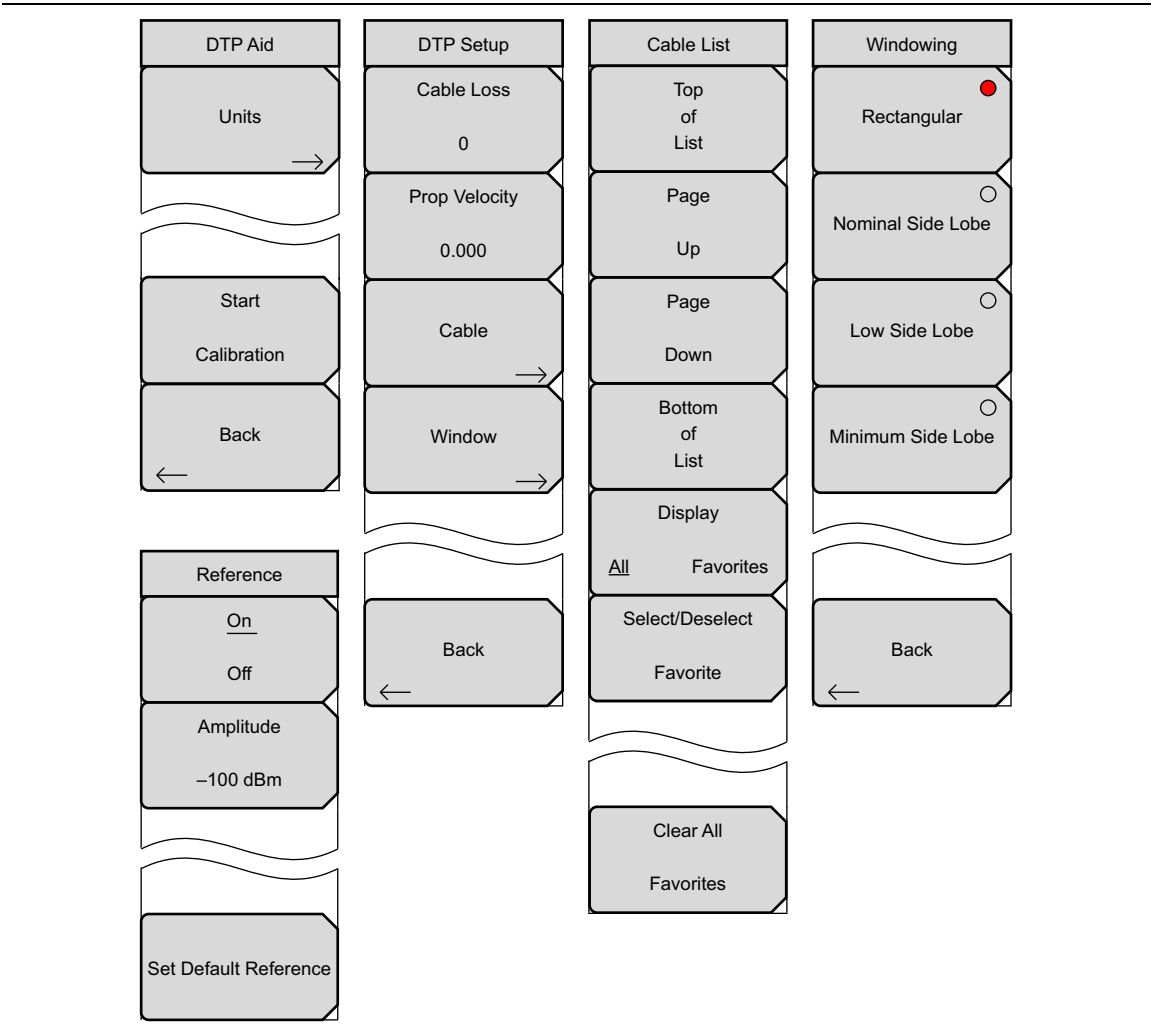 DTP Aid
Units
Start
Calibration
Back
Reference
On
Off
Amplitude
–100 dBm
Set Default Reference
DTP Setup
Cable Loss
0
Prop Velocity
0.000
Cable
Window
Back
Cable List
Top
of
List
Page
Up
Page
Down
Bottom
of
List
Display
All Favorites
Select/Deselect
Favorite
Clear All
Favorites
Windowing
Rectangular
Nominal Side Lobe
Low Side Lobe
Minimum Side Lobe
Back